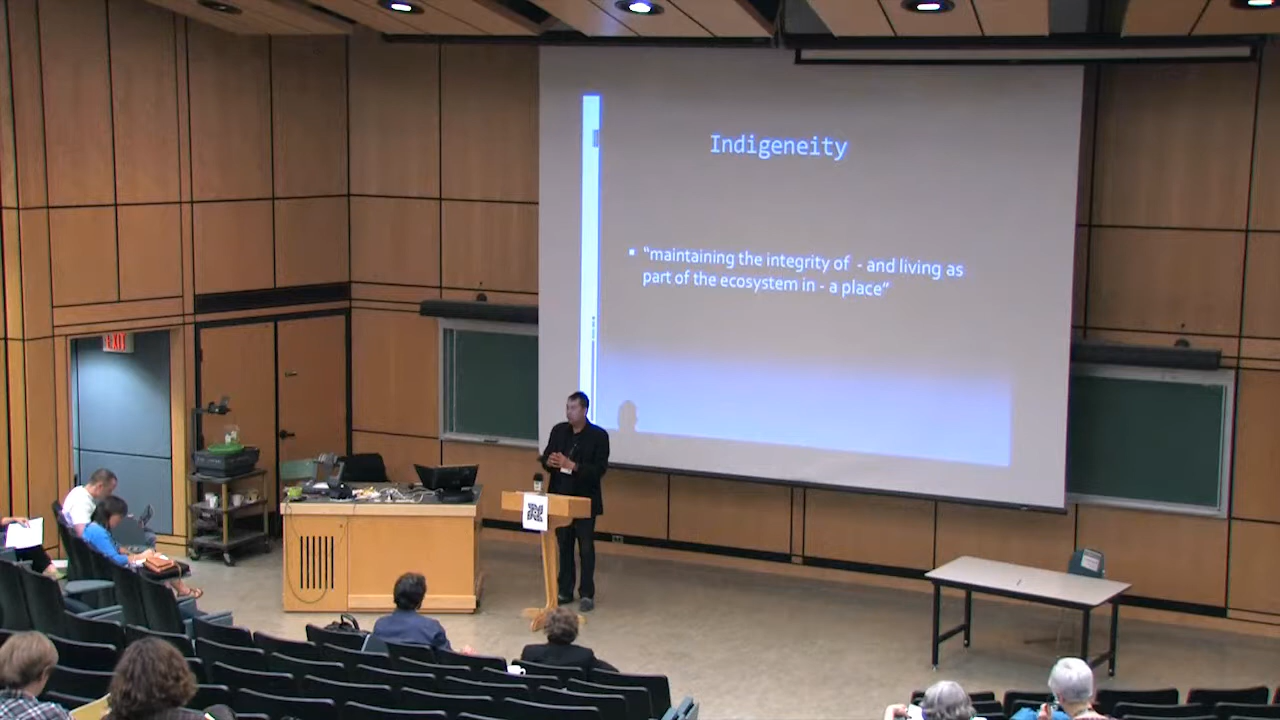 Indigeneity
“maintaining the integrity of - and living as
part of the ecosystem in - a place”
EXIT